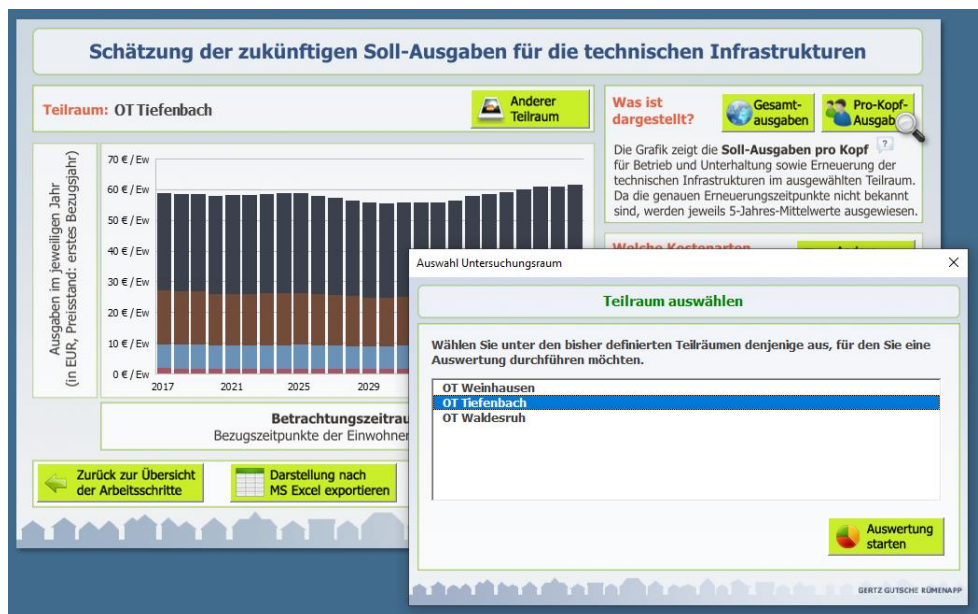 Schätzung der zukünftigen Soll-Ausgaben für die technischen Infrastrukturen
Teilraum: OT Tiefenbach
Anderer
Teilraum
Was ist
dargestellt?
Gesamt-
ausgaben
Pro-Kopf-
Ausgab
Die Grafik zeigt die Soll-Ausgaben pro Kopf ?
für Betrieb und Unterhaltung sowie Erneuerung der
technischen Infrastrukturen im ausgewählten Teilraum.
Da die genauen Erneuerungszeitpunkte nicht bekannt
sind, werden jeweils 5-Jahres-Mittelwerte ausgewiesen.
Ausgaben im jeweiligen Jahr
(in EUR, Preisstand: erstes Bezugsjahr)
70 € / Ew
60 € / Ew
50 € / Ew
40 € / Ew
30 € / Ew
20 € / Ew
10 € / Ew
0 € / Ew
2017 2021 2025 2029
Betrachtungszeitrau
Bezugszeitpunkte der Einwohner
Zurück zur Übersicht
der Arbeitsschritte
Darstellung nach
MS Excel exportieren
Welche Kostenarten
Auswahl Untersuchungsraum
Teilraum auswählen
Wählen Sie unter den bisher definierten Teilräumen denjenige aus, für den Sie eine
Auswertung durchführen möchten.
OT Weinhausen
OT Tiefenbach
OT Waldesruh
Auswertung
starten
GERTZ GUTSCHE RÜMENAPP